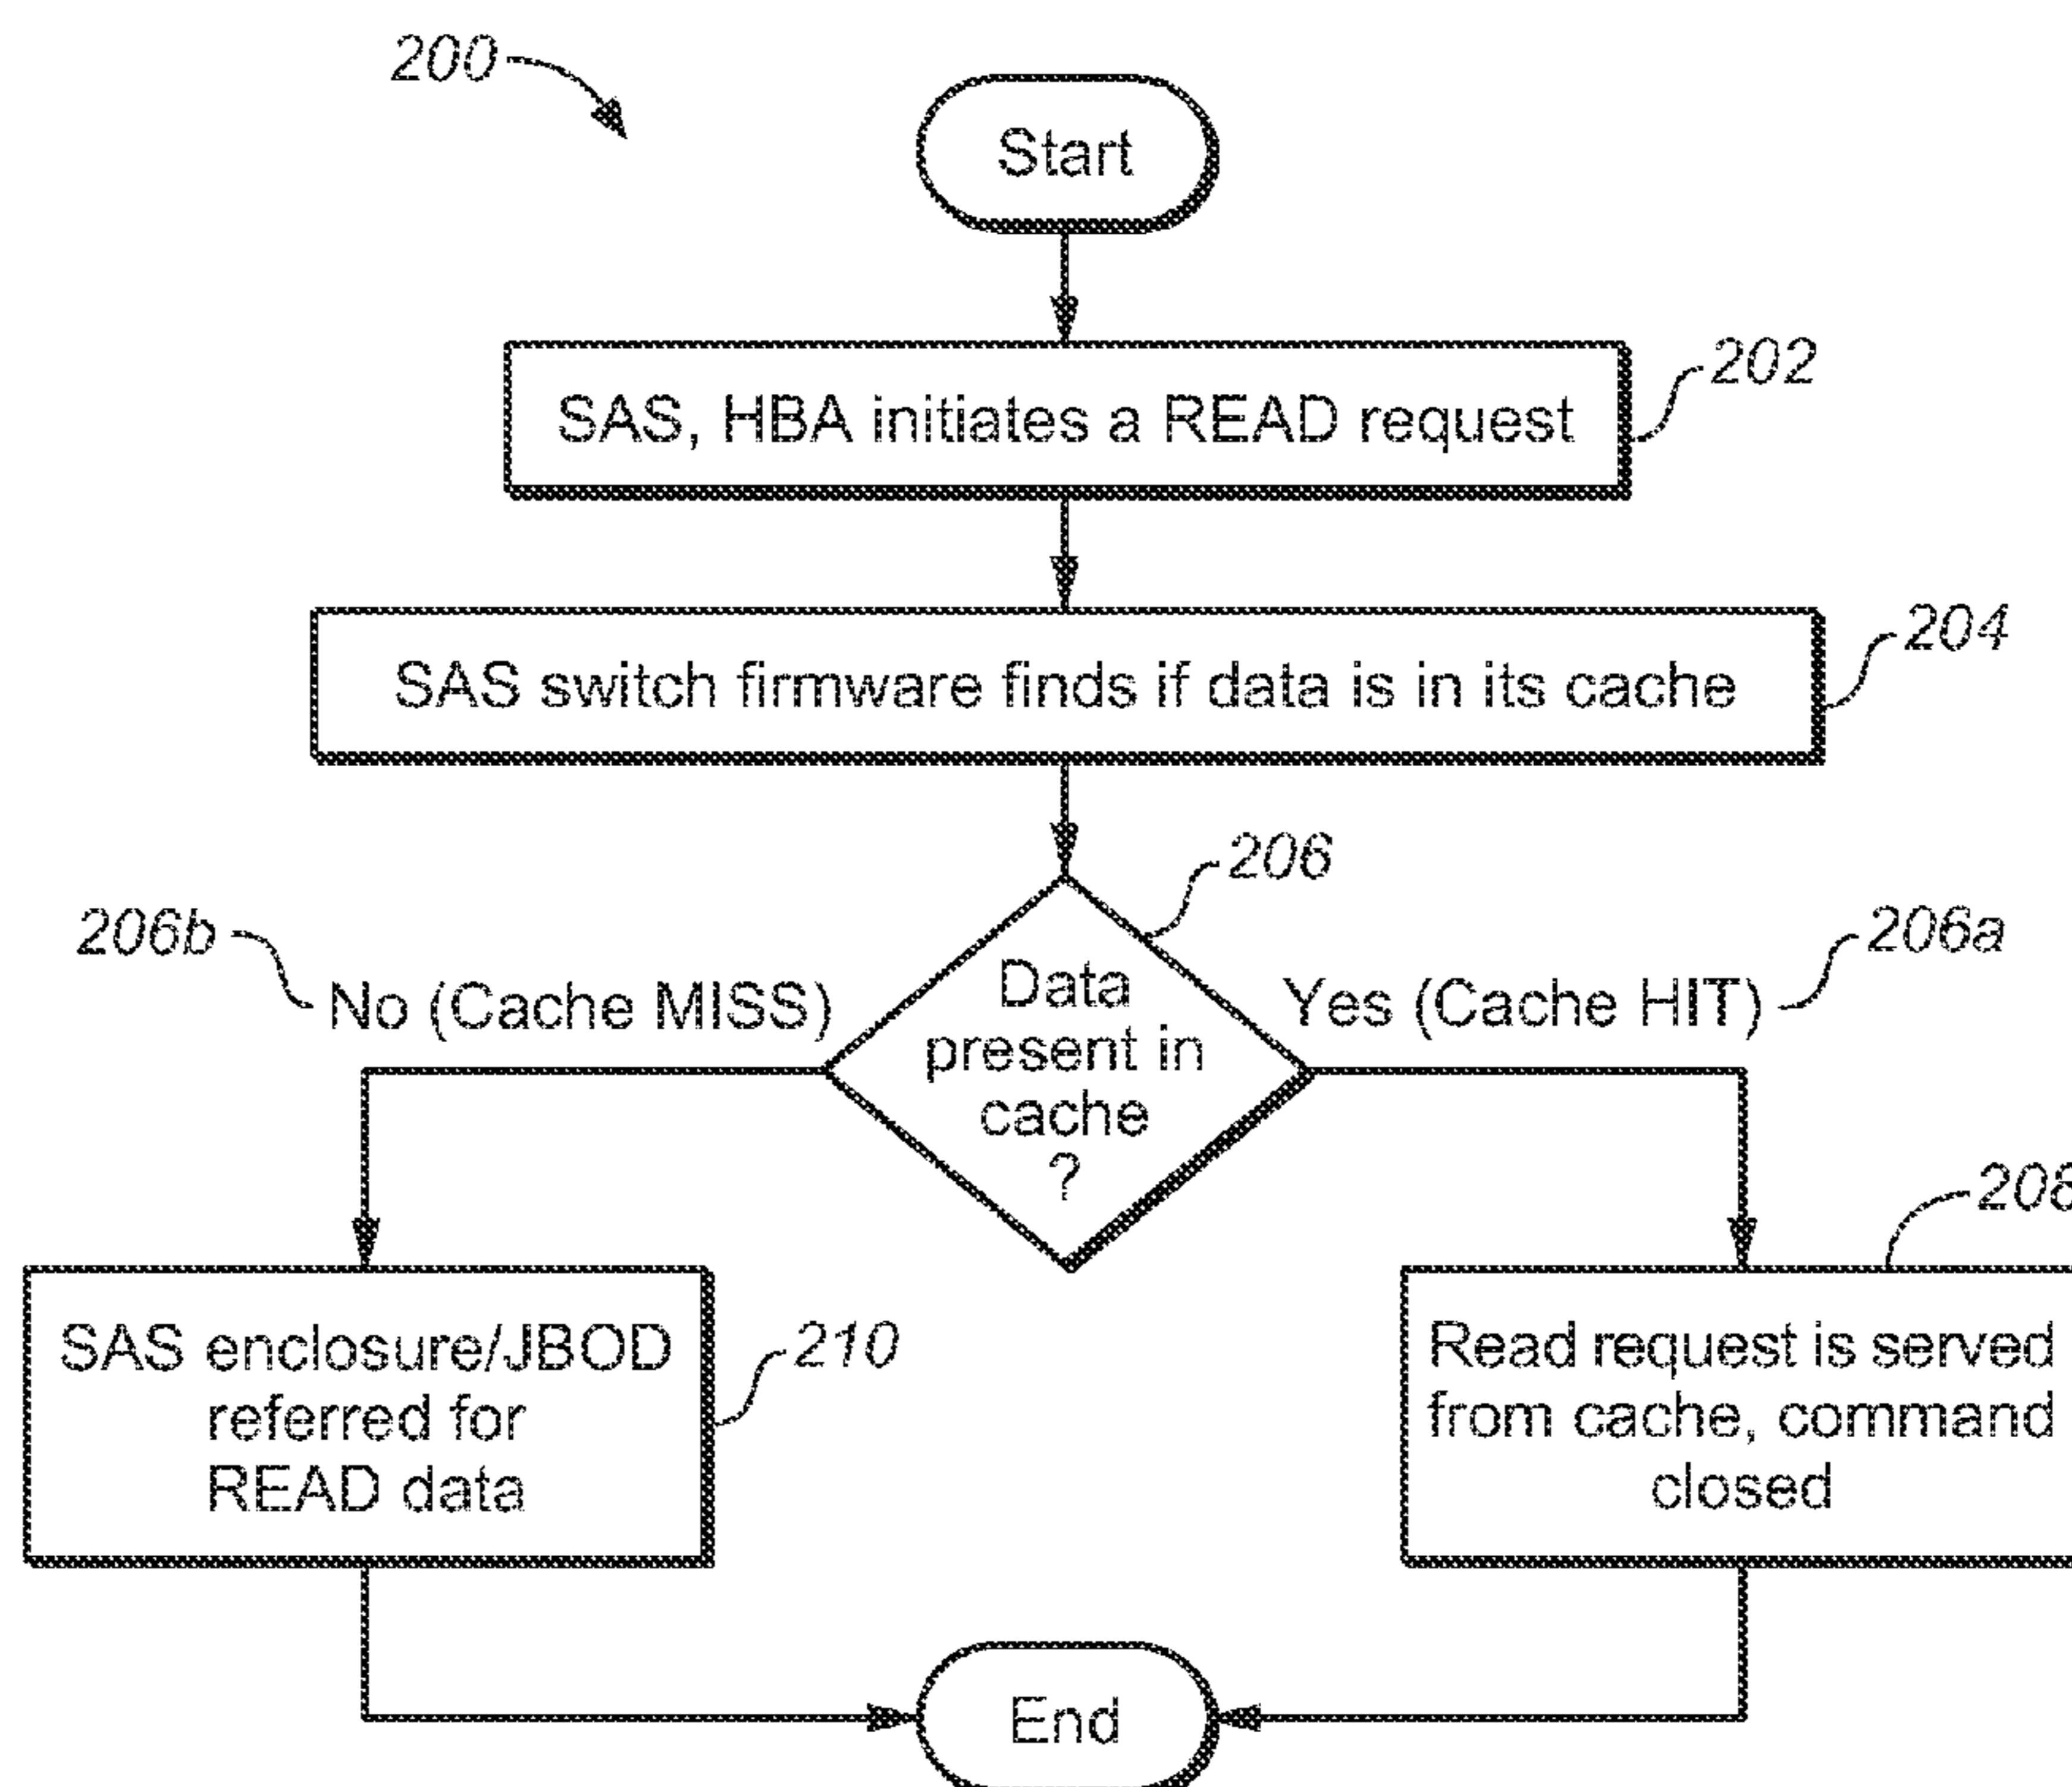 200
Start
SAS, HBA initiates a READ request
202
SAS switch firmware finds if data is in its cache
204
206
206b
206a
No (Cache MISS)
Data
present in
cache
?
Yes (Cache HIT)
208
SAS enclosure/JBOD
referred for
READ data
210
Read request is served
from cache, command
closed
End